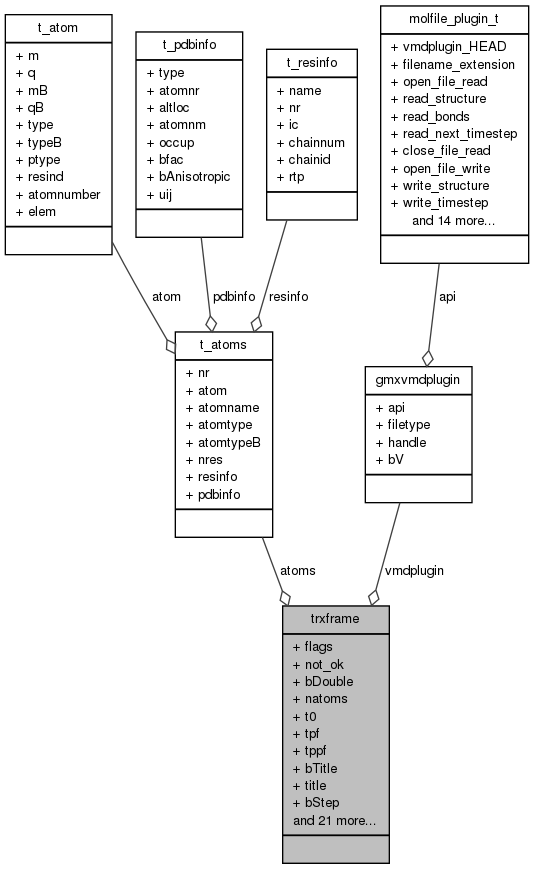 t_atom
+ m
+ q
+ mB
+ qB
+ type
+ typeB
+ ptype
+ resind
+ atomnumber
+ elem
t_pdbinfo
+ type
+ atomnr
+ altloc
+ atomnm
+ occup
+ bfac
+ bAnisotropic
+ uij
t_resinfo
+ name
+ nr
+ ic
+ chainnum
+ chainid
+ rtp
molfile_plugin_t
+ vmdplugin_HEAD
+ filename_extension
+ open_file_read
+ read_structure
+ read_bonds
+ read_next_timestep
+ close_file_read
+ open_file_write
+ write_structure
+ write_timestep
and 14 more...
atom
pdbinfo
resinfo
api
t_atoms
+ nr
+ atom
+ atomname
+ atomtype
+ atomtypeB
+ nres
+ resinfo
+ pdbinfo
gmxvmdplugin
+ api
+ filetype
+ handle
+ bV
atoms
vmdplugin
trxframe
+ flags
+ not_ok
+ bDouble
+ natoms
+ t0
+ tpf
+ tppf
+ bTitle
+ title
+ bStep
and 21 more...